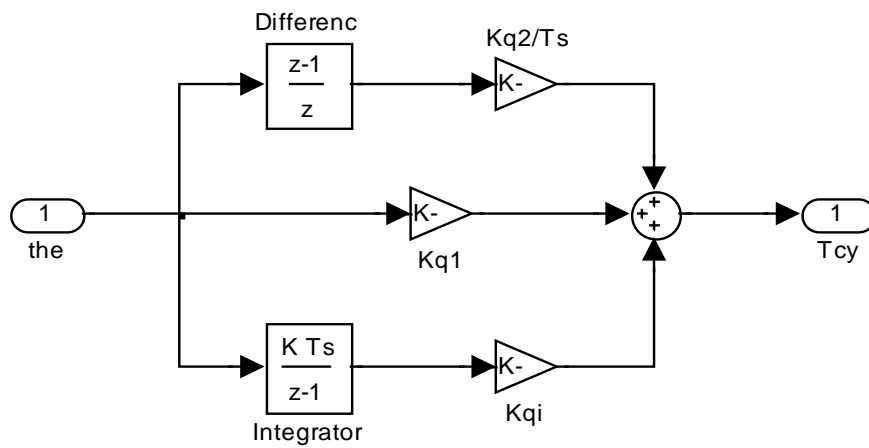 Differenc
z-1
z
Kq2/Ts
K-
1
the
K-
Kq1
+
+
+
1
Tcy
K Ts
z-1
Integrator
K-
Kqi